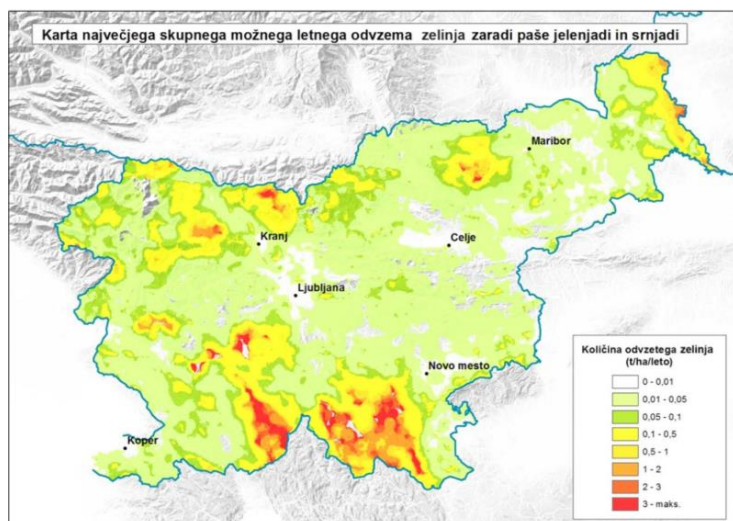 Karta največjega skupnega možnega letnega odvzema zelinja zaradi paše jelenjadi in srnjadi
Maribor
Kranj
Celje
Ljubljana
Novo mesto
Koper
Količina odvzetega zelinja
(t/ha/leto)
0 - 0,01
0,01 - 0,05
0,05 - 0,1
0,1 - 0,5
0,5 - 1
1 - 2
2 - 3
3 - maks.